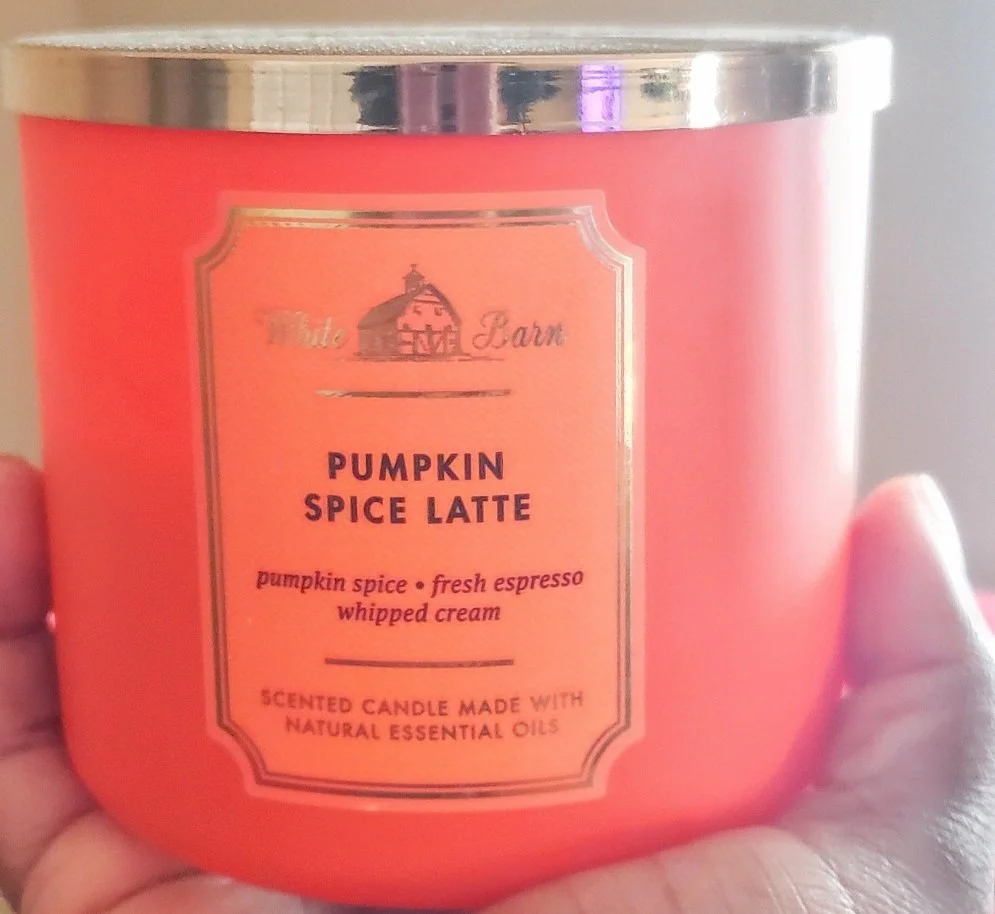 White Barn
PUMPKIN
SPICE LATTE
pumpkin spice • fresh espresso
whipped cream
SCENTED CANDLE MADE WITH
NATURAL ESSENTIAL OILS